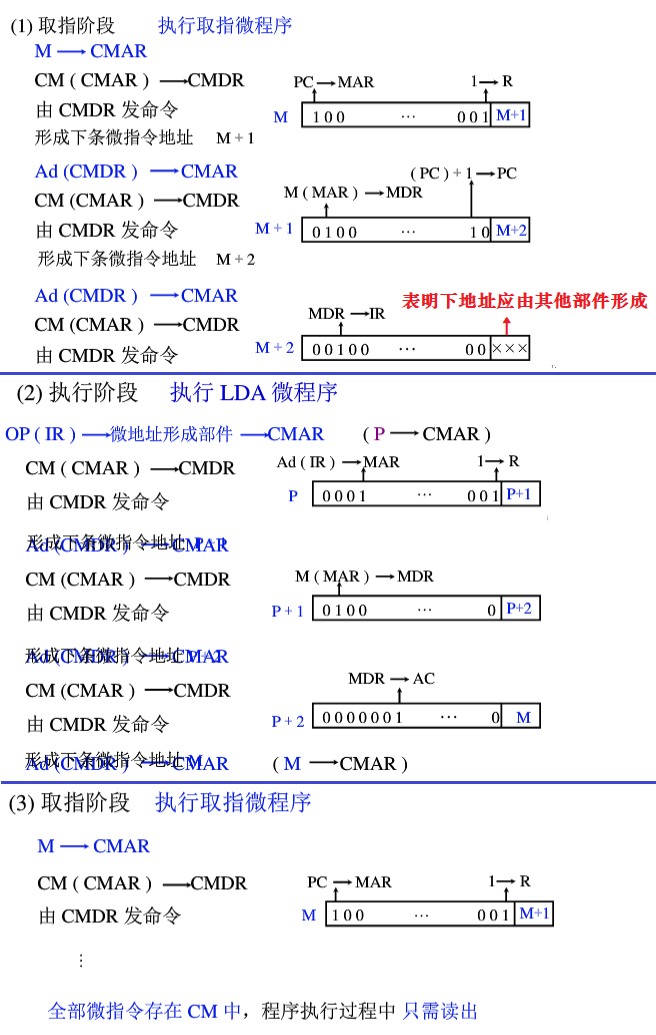 (1) 取指阶段 执行取指微程序
M ⟶ CMAR
CM ( CMAR ) ⟶ CMDR
PC ⟶ MAR 1 ⟶ R
由 CMDR 发命令
M 1 0 0 ··· 0 0 1 M+1
形成下条微指令地址 M + 1
Ad (CMDR ) ⟶ CMAR
( PC ) + 1 ⟶ PC
CM (CMAR ) ⟶ CMDR
M ( MAR ) ⟶ MDR
由 CMDR 发命令
M + 1 0 1 0 0 ··· 1 0 M+2
形成下条微指令地址 M + 2
Ad (CMDR ) ⟶ CMAR
表明下地址应由其他部件形成
CM (CMAR ) ⟶ CMDR
MDR ⟶ IR
由 CMDR 发命令
M + 2 0 0 1 0 0 ··· 0 0 ×××
(2) 执行阶段 执行 LDA 微程序
OP ( IR ) ⟶ 微地址形成部件 ⟶ CMAR ( P ⟶ CMAR )
CM ( CMAR ) ⟶ CMDR
Ad ( IR ) ⟶ MAR 1 ⟶ R
由 CMDR 发命令
P 0 0 0 1 ··· 0 0 1 P+1
形成下条微指令地址 P + 1
Ad (CMDR ) ⟶ CMAR
CM (CMAR ) ⟶ CMDR
M ( MAR ) ⟶ MDR
由 CMDR 发命令
P + 1 0 1 0 0 ··· 0 P+2
形成下条微指令地址 P + 2
Ad (CMDR ) ⟶ CMAR
CM (CMAR ) ⟶ CMDR
MDR ⟶ AC
由 CMDR 发命令
P + 2 0 0 0 0 0 0 1 ··· 0 M
形成下条微指令地址 M
Ad (CMDR ) ⟶ CMAR ( M ⟶ CMAR )
(3) 取指阶段 执行取指微程序
M ⟶ CMAR
CM ( CMAR ) ⟶ CMDR
PC ⟶ MAR 1 ⟶ R
由 CMDR 发命令
M 1 0 0 ··· 0 0 1 M+1
⋮
全部微指令存在 CM 中，程序执行过程中 只需读出